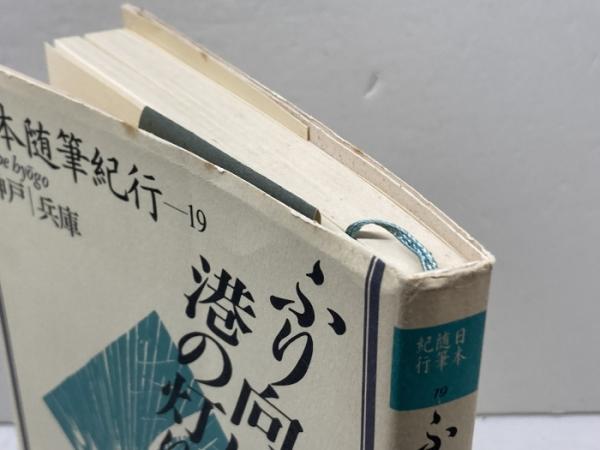 本随筆紀行—19
be hyōgo
神戸|兵庫
ふり向
港の灯
日本
随筆
紀行
19
ふ